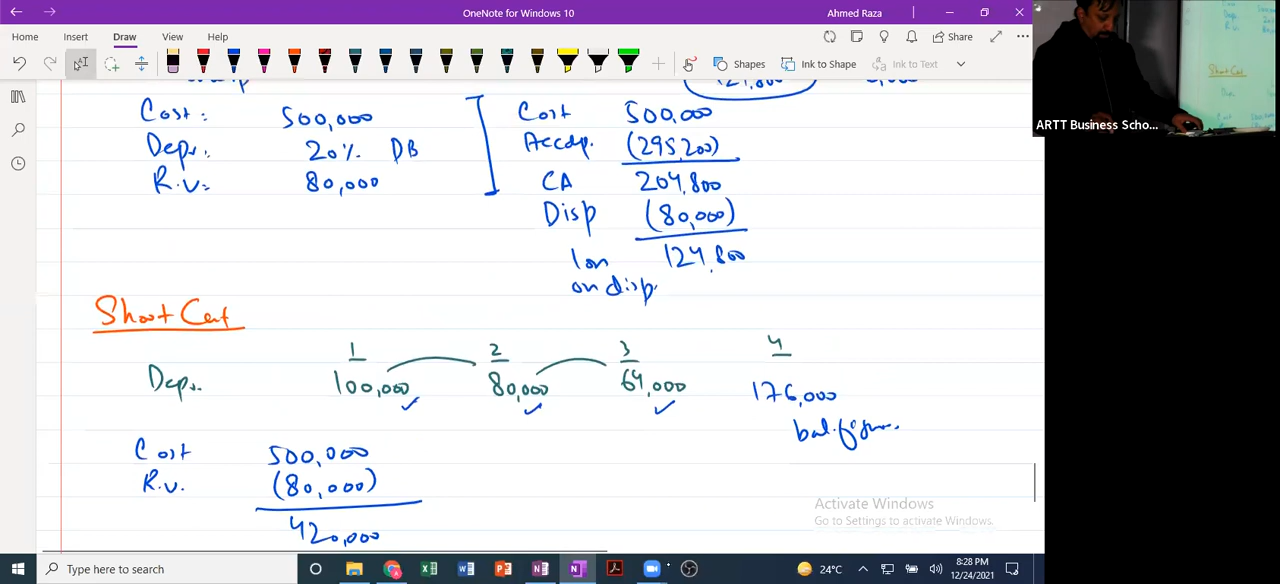 OneNote for Windows 10
Ahmed Raza
Home Insert Draw View Help
Share
Shapes Ink to Shape Ink to Text
Cost: 500,000
Depr: 20% DB
R.V: 80,000
Cost 500,000
Accdp. (295,200)
CA 204,800
Disp (80,000)
124,800
on disp
Short Cut
1 2 3 4
Depr. 100,000 80,000 64,000 176,000
bal. figure.
Cost 500,000
R.V. (80,000)
420,000
Activate Windows
Go to Settings to activate Windows.
ARTT Business Scho...
Type here to search
24°C
8:28 PM
12/24/2021